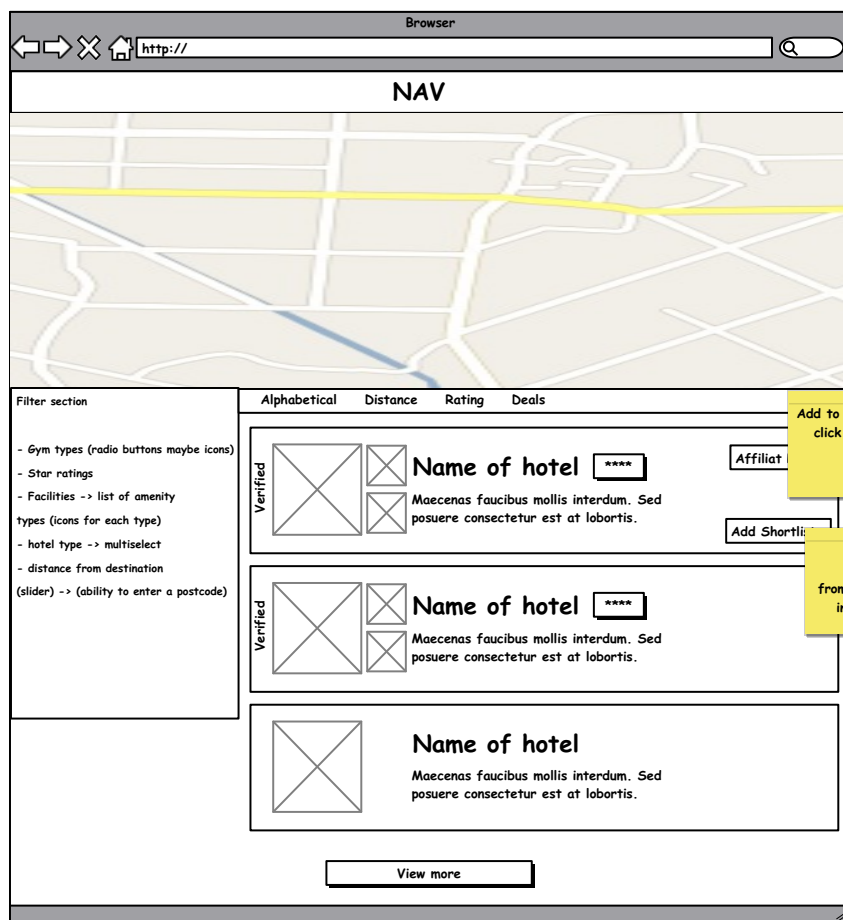 Browser
http://
NAV
Filter section
- Gym types (radio buttons maybe icons)
- Star ratings
- Facilities -> list of amenity
types (icons for each type)
- hotel type -> multiselect
- distance from destination
(slider) -> (ability to enter a postcode)
Alphabetical Distance Rating Deals
Add to
click
Verified
Name of hotel ****
Affiliat
Maecenas faucibus mollis interdum. Sed
posuere consectetur est at lobortis.
Add Shortlis
from
Verified
Name of hotel ****
Maecenas faucibus mollis interdum. Sed
posuere consectetur est at lobortis.
Name of hotel
Maecenas faucibus mollis interdum. Sed
posuere consectetur est at lobortis.
View more